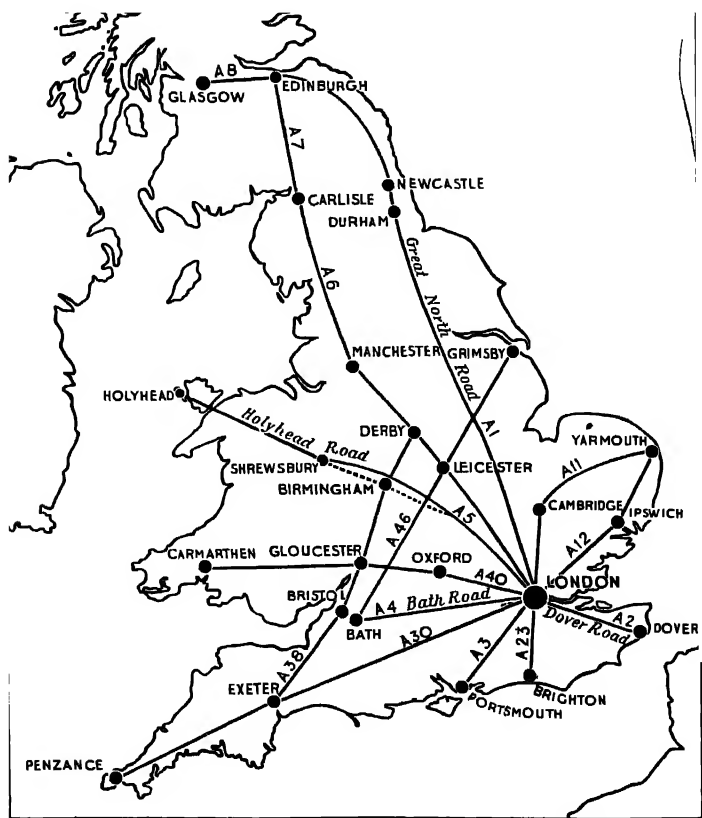 A8
GLASGOW
EDINBURGH
A7
NEWCASTLE
CARLISLE
DURHAM
Great North Road A1
A6
MANCHESTER
GRIMSBY
HOLYHEAD
Holyhead Road
DERBY
YARMOUTH
SHREWSBURY
LEICESTER
A11
BIRMINGHAM
A5
CAMBRIDGE
IPSWICH
A46
A12
CARMARTHEN
GLOUCESTER
OXFORD
A40
LONDON
BRISTOL
A4 Bath Road
BATH
A2
Dover Road
DOVER
A30
A3
A23
A38
EXETER
PORTSMOUTH
BRIGHTON
PENZANCE